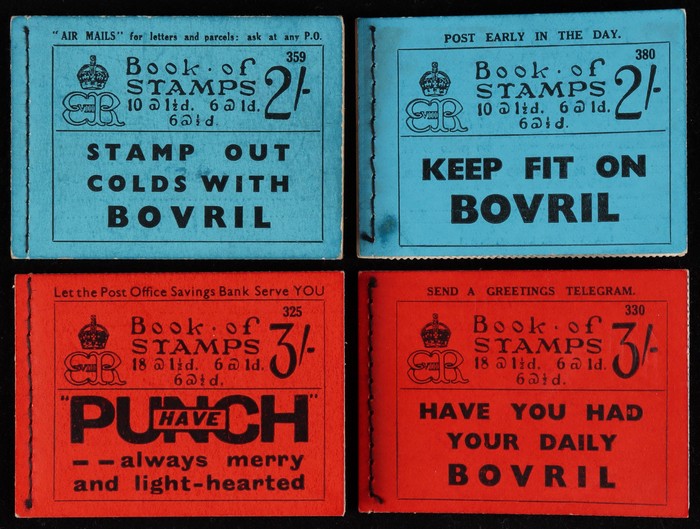 "AIR MAILS" for letters and parcels: ask at any P.O.
359
Book · of
STAMPS
2/-
10 @ 1½d. 6 @ 1d.
6 @ ½d.
E VIII R
STAMP OUT
COLDS WITH
BOVRIL
POST EARLY IN THE DAY.
380
Book · of
STAMPS
2/-
10 @ 1½d. 6 @ 1d.
6 @ ½d.
E VIII R
KEEP FIT ON
BOVRIL
Let the Post Office Savings Bank Serve YOU
325
Book · of
STAMPS
3/-
18 @ 1½d. 6 @ 1d.
6 @ ½d.
E VIII R
"PUNCH"
HAVE
— — always merry
and light-hearted
SEND A GREETINGS TELEGRAM.
330
Book · of
STAMPS
3/-
18 @ 1½d. 6 @ 1d.
6 @ ½d.
E VIII R
HAVE YOU HAD
YOUR DAILY
BOVRIL